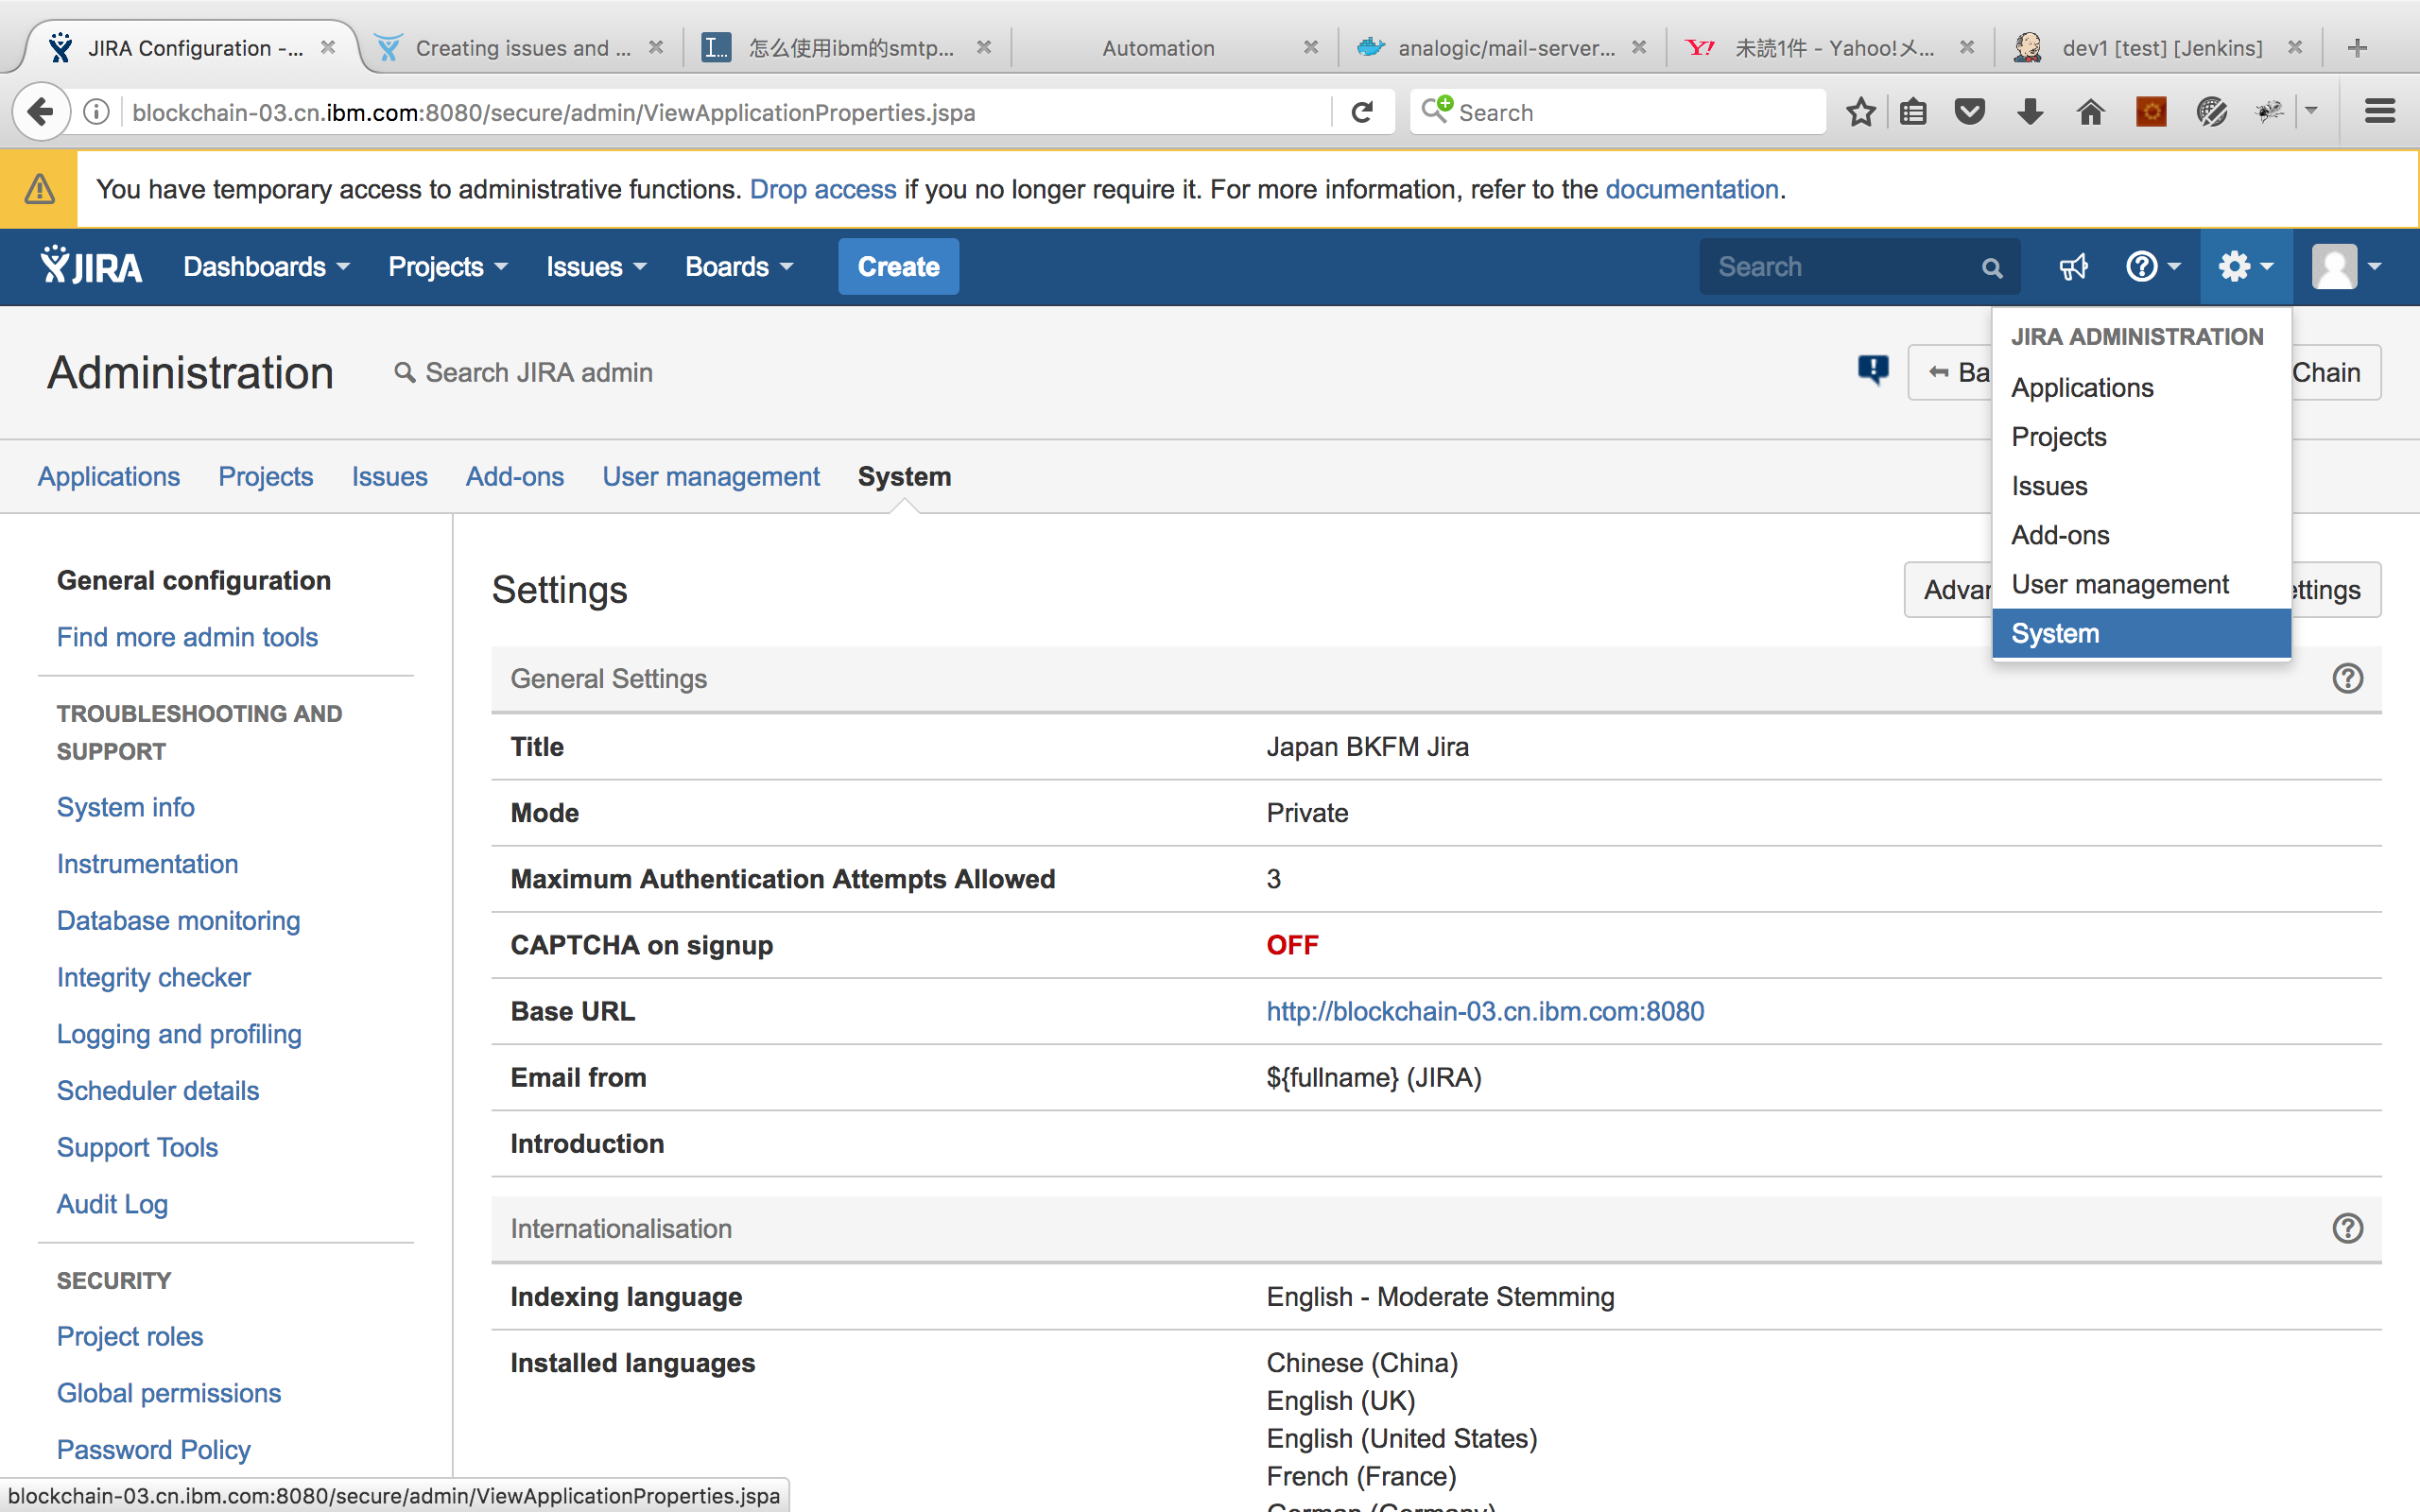 JIRA Configuration -...
Creating issues and ...
I...
怎么使用ibm的smtp...
Automation
analogic/mail-server...
Y!
未読1件 - Yahoo!メ...
dev1 [test] [Jenkins]
blockchain-03.cn.ibm.com:8080/secure/admin/ViewApplicationProperties.jspa
Search
You have temporary access to administrative functions. Drop access if you no longer require it. For more information, refer to the documentation.
JIRA
Dashboards
Projects
Issues
Boards
Create
Search
Administration
Search JIRA admin
Ba
Chain
JIRA ADMINISTRATION
Applications
Projects
Issues
Add-ons
User management
System
Applications
Projects
Issues
Add-ons
User management
System
General configuration
Find more admin tools
TROUBLESHOOTING AND
SUPPORT
System info
Instrumentation
Database monitoring
Integrity checker
Logging and profiling
Scheduler details
Support Tools
Audit Log
SECURITY
Project roles
Global permissions
Password Policy
Settings
Advan
ettings
General Settings
Title Japan BKFM Jira
Mode Private
Maximum Authentication Attempts Allowed 3
CAPTCHA on signup OFF
Base URL http://blockchain-03.cn.ibm.com:8080
Email from ${fullname} (JIRA)
Introduction
Internationalisation
Indexing language English - Moderate Stemming
Installed languages Chinese (China)
English (UK)
English (United States)
French (France)
German (Germany)
blockchain-03.cn.ibm.com:8080/secure/admin/ViewApplicationProperties.jspa